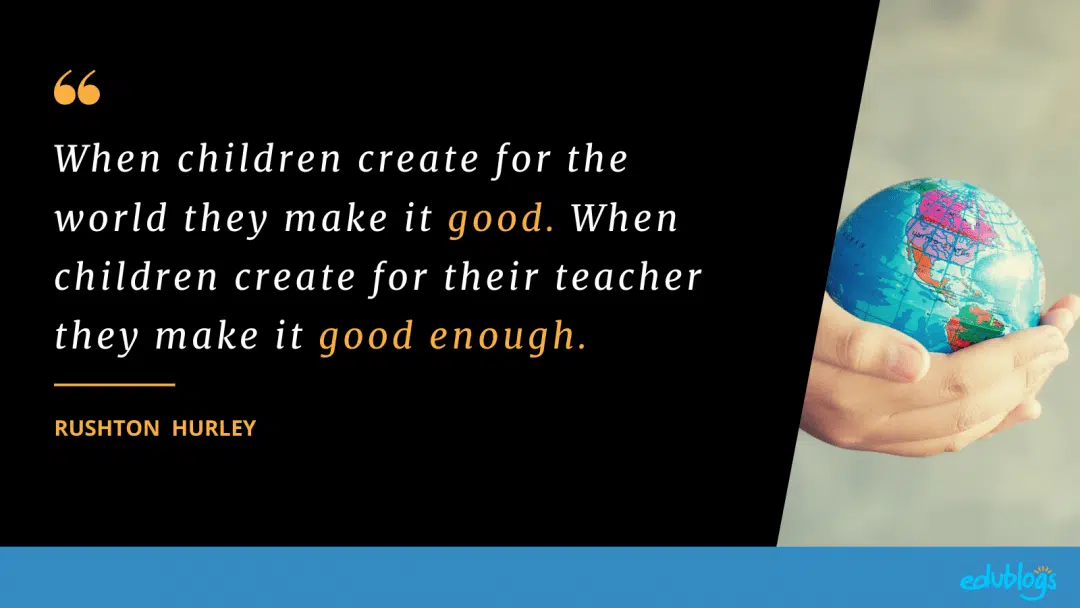 “
When children create for the
world they make it good. When
children create for their teacher
they make it good enough.
RUSHTON HURLEY
edublogs